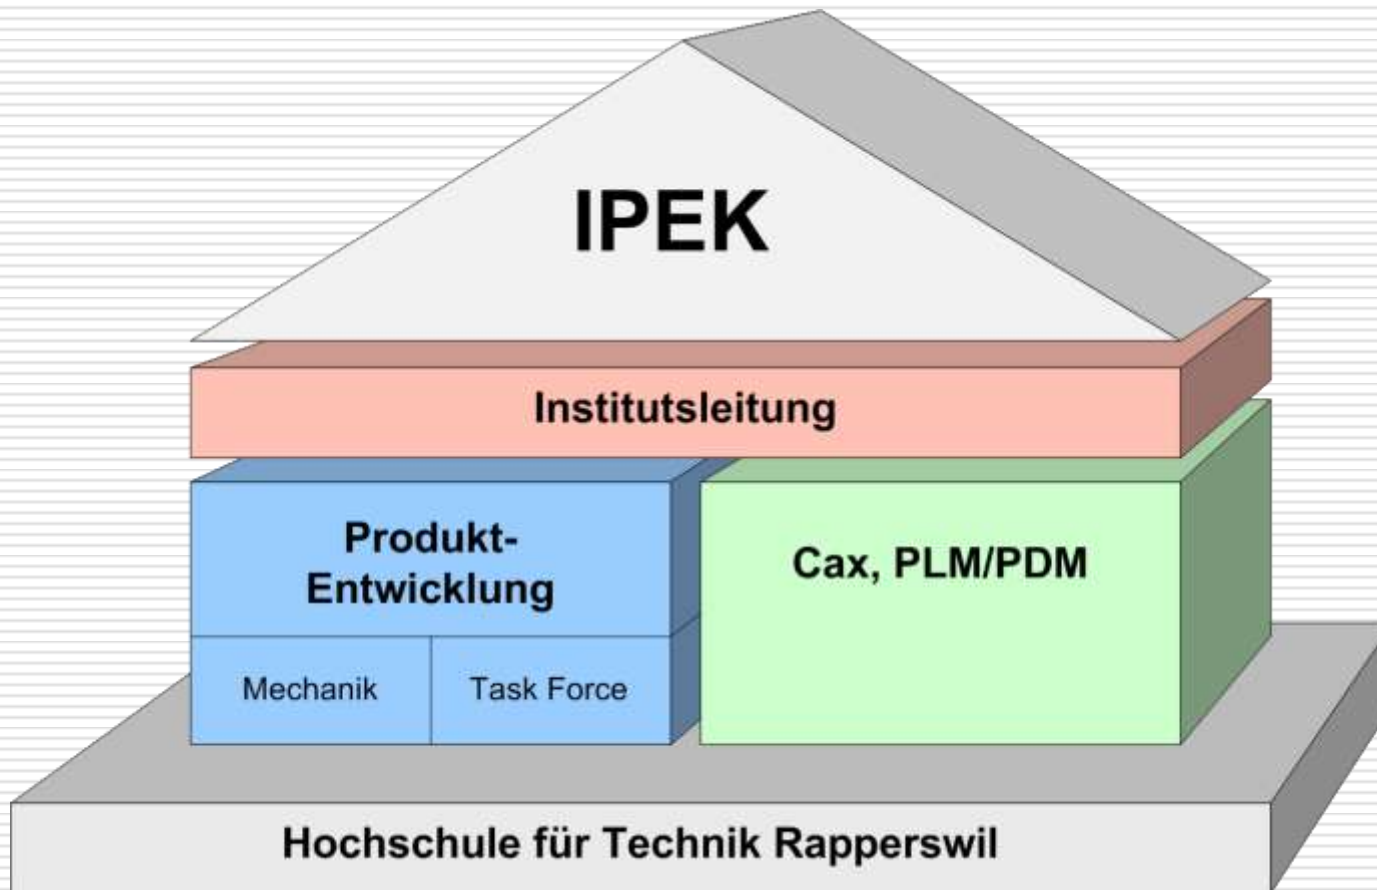 IPEK
Institutsleitung
Produkt-
Entwicklung
Cax, PLM/PDM
Mechanik
Task Force
Hochschule für Technik Rapperswil